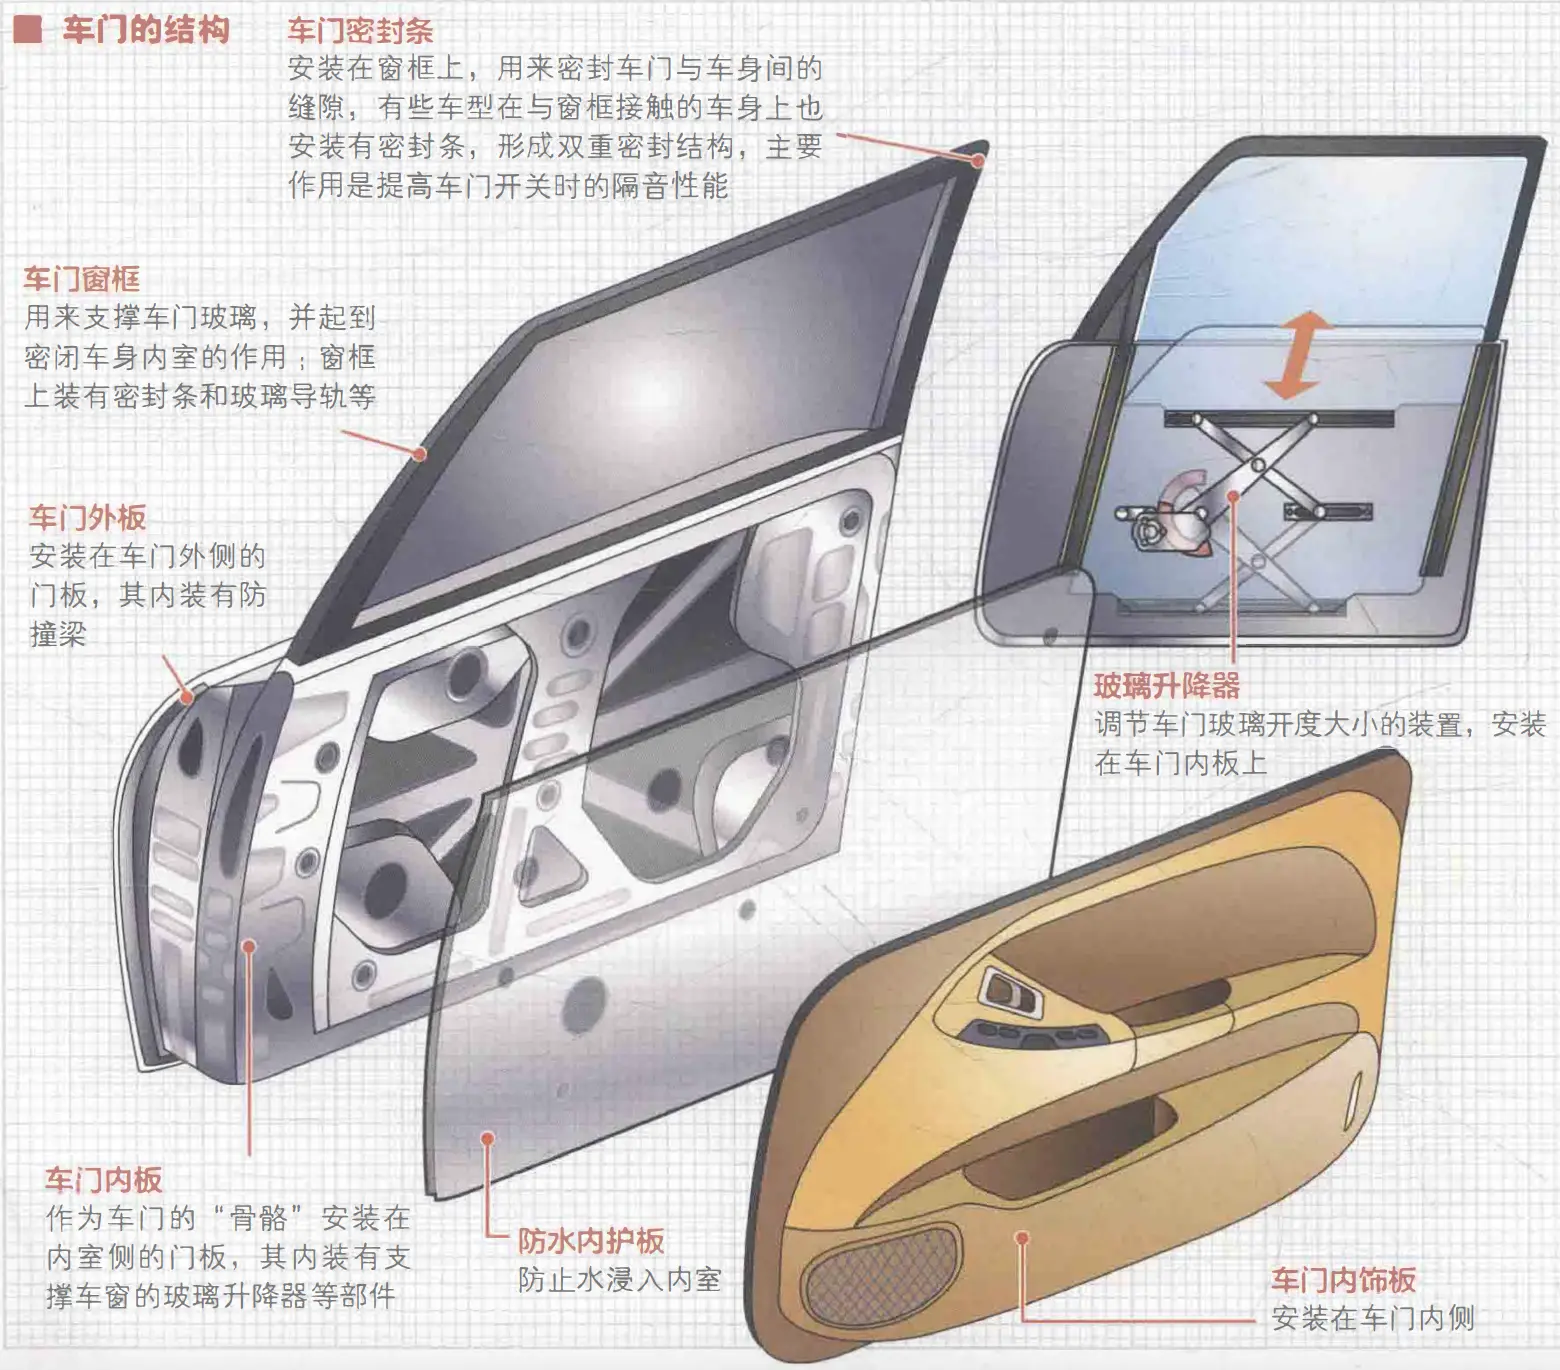 ■ 车门的结构
车门密封条
安装在窗框上，用来密封车门与车身间的
缝隙，有些车型在与窗框接触的车身上也
安装有密封条，形成双重密封结构，主要
作用是提高车门开关时的隔音性能
车门窗框
用来支撑车门玻璃，并起到
密闭车身内室的作用；窗框
上装有密封条和玻璃导轨等
车门外板
安装在车门外侧的
门板，其内装有防
撞梁
玻璃升降器
调节车门玻璃开度大小的装置，安装
在车门内板上
车门内板
作为车门的“骨骼”安装在
内室侧的门板，其内装有支
撑车窗的玻璃升降器等部件
防水内护板
防止水浸入内室
车门内饰板
安装在车门内侧